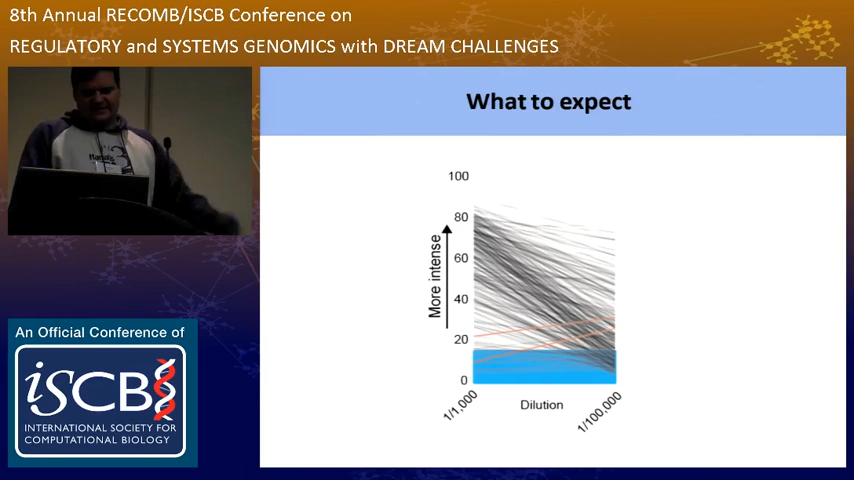 8th Annual RECOMB/ISCB Conference on
REGULATORY and SYSTEMS GENOMICS with DREAM CHALLENGES
What to expect
100
80
60
40
20
0
More intense
1/1,000
Dilution
1/100,000
An Official Conference of
iSCB
INTERNATIONAL SOCIETY FOR
COMPUTATIONAL BIOLOGY